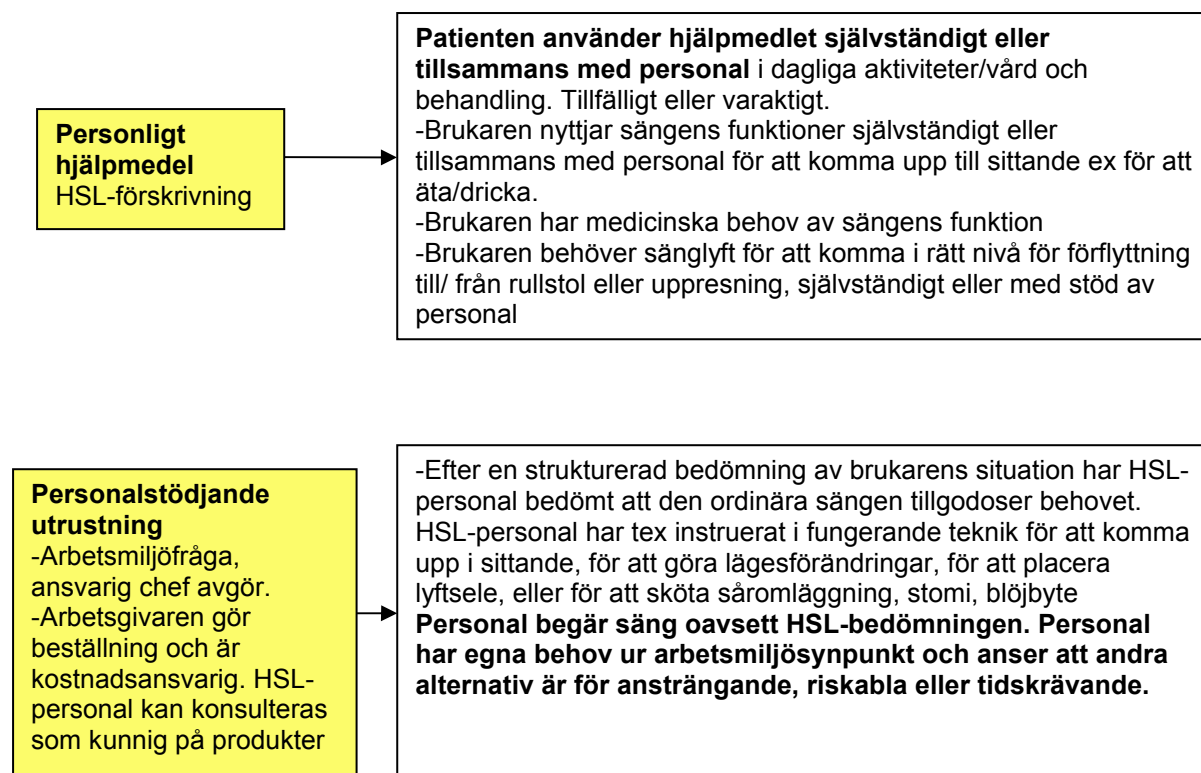 Personligt
hjälpmedel
HSL-förskrivning
Patienten använder hjälpmedlet självständigt eller
tillsammans med personal i dagliga aktiviteter/vård och
behandling. Tillfälligt eller varaktigt.
-Brukaren nyttjar sängens funktioner självständigt eller
tillsammans med personal för att komma upp till sittande ex för att
äta/dricka.
-Brukaren har medicinska behov av sängens funktion
-Brukaren behöver sänglyft för att komma i rätt nivå för förflyttning
till/ från rullstol eller uppresning, självständigt eller med stöd av
personal
Personalstödjande
utrustning
-Arbetsmiljöfråga,
ansvarig chef avgör.
-Arbetsgivaren gör
beställning och är
kostnadsansvarig. HSL-
personal kan konsulteras
som kunnig på produkter
-Efter en strukturerad bedömning av brukarens situation har HSL-
personal bedömt att den ordinära sängen tillgodoser behovet.
HSL-personal har tex instruerat i fungerande teknik för att komma
upp i sittande, för att göra lägesförändringar, för att placera
lyftsele, eller för att sköta såromläggning, stomi, blöjbyte
Personal begär säng oavsett HSL-bedömningen. Personal
har egna behov ur arbetsmiljösynpunkt och anser att andra
alternativ är för ansträngande, riskabla eller tidskrävande.